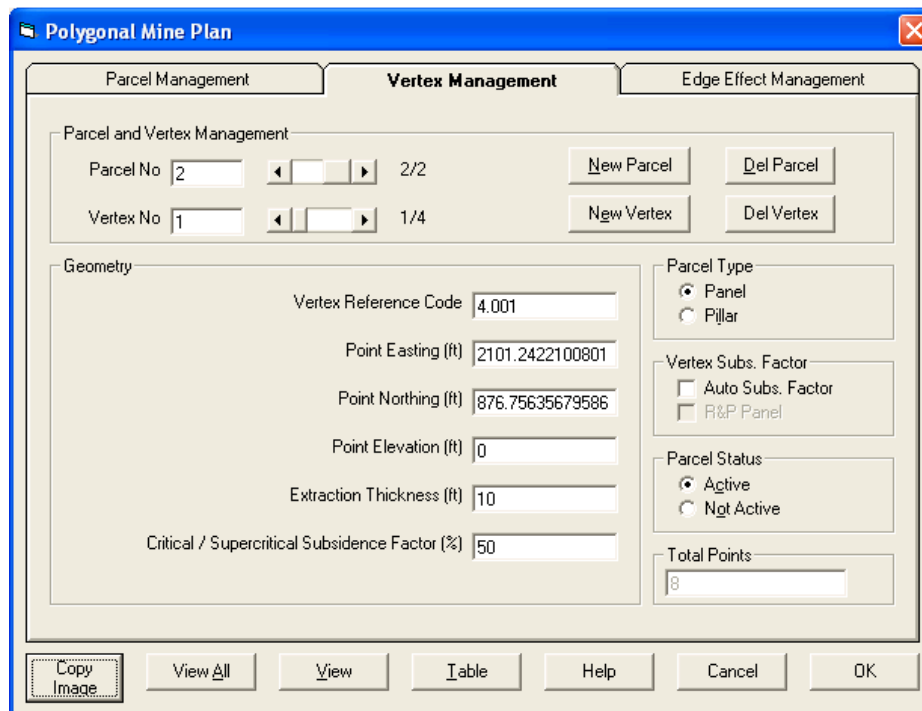 Polygonal Mine Plan
Parcel Management Vertex Management Edge Effect Management
Parcel and Vertex Management
Parcel No 2 2/2 New Parcel Del Parcel
Vertex No 1 1/4 New Vertex Del Vertex
Geometry
Vertex Reference Code 4.001
Point Easting (ft) 2101.2422100801
Point Northing (ft) 876.75635679586
Point Elevation (ft) 0
Extraction Thickness (ft) 10
Critical / Supercritical Subsidence Factor (%) 50
Parcel Type
Panel
Pillar
Vertex Subs. Factor
Auto Subs. Factor
R&P Panel
Parcel Status
Active
Not Active
Total Points
8
Copy Image View All View Table Help Cancel OK